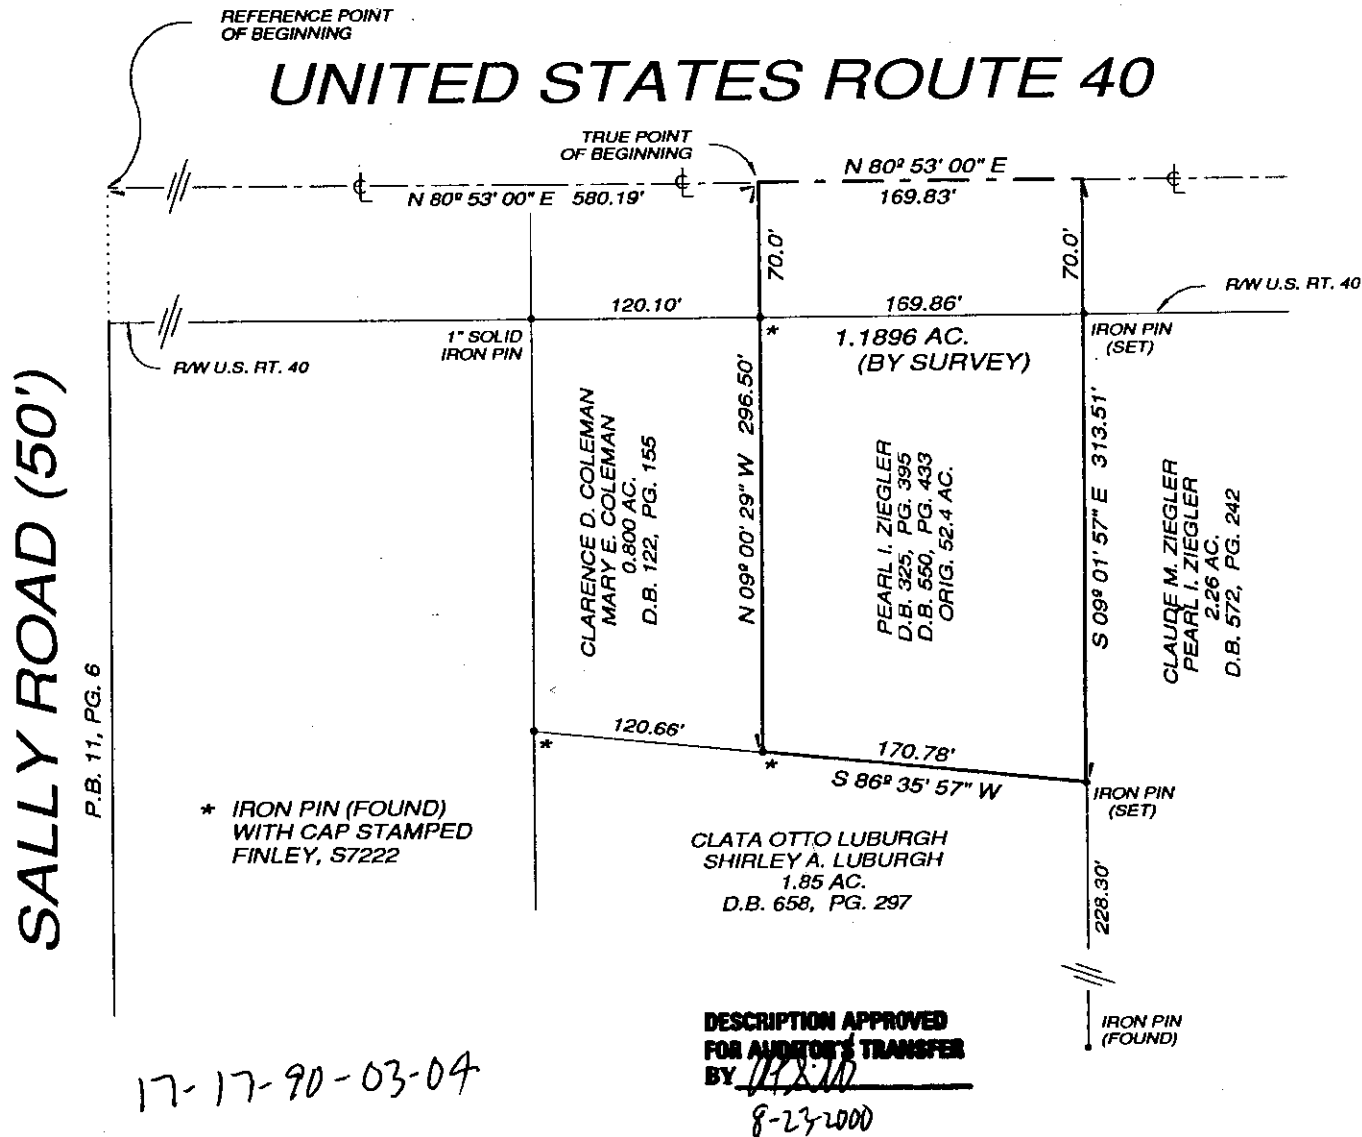 REFERENCE POINT
OF BEGINNING
UNITED STATES ROUTE 40
TRUE POINT
OF BEGINNING
N 80º 53' 00" E
169.83'
N 80º 53' 00" E 580.19'
70.0'
70.0'
R/W U.S. RT. 40
120.10'
169.86'
1" SOLID
IRON PIN
*
1.1896 AC.
(BY SURVEY)
IRON PIN
(SET)
R/W U.S. RT. 40
SALLY ROAD (50')
P.B. 11, PG. 6
CLARENCE D. COLEMAN
MARY E. COLEMAN
0.800 AC.
D.B. 122, PG. 155
N 09º 00' 29" W 296.50'
PEARL I. ZIEGLER
D.B. 325, PG. 395
D.B. 550, PG. 433
ORIG. 52.4 AC.
S 09º 01' 57" E 313.51'
CLAUDE M. ZIEGLER
PEARL I. ZIEGLER
2.26 AC.
D.B. 572, PG. 242
120.66'
*
170.78'
*
S 86º 35' 57" W
IRON PIN
(SET)
* IRON PIN (FOUND)
WITH CAP STAMPED
FINLEY, S7222
CLATA OTTO LUBURGH
SHIRLEY A. LUBURGH
1.85 AC.
D.B. 658, PG. 297
228.30'
IRON PIN
(FOUND)
DESCRIPTION APPROVED
FOR AUDITOR'S TRANSFER
BY
8-23-2000
17-17-90-03-04